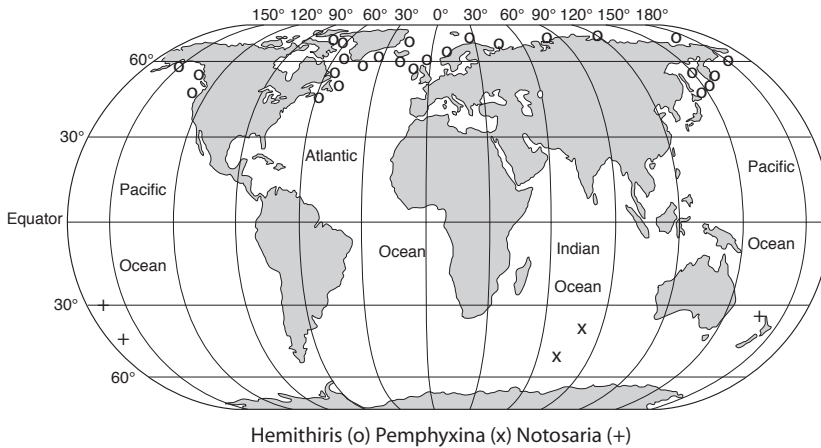 150° 120° 90° 60° 30° 0° 30° 60° 90° 120° 150° 180°
60°
30°
Atlantic
Pacific
Pacific
Equator
Ocean
Indian
Ocean
Ocean
Ocean
30°
60°
Hemithiris (o) Pemphyxina (x) Notosaria (+)